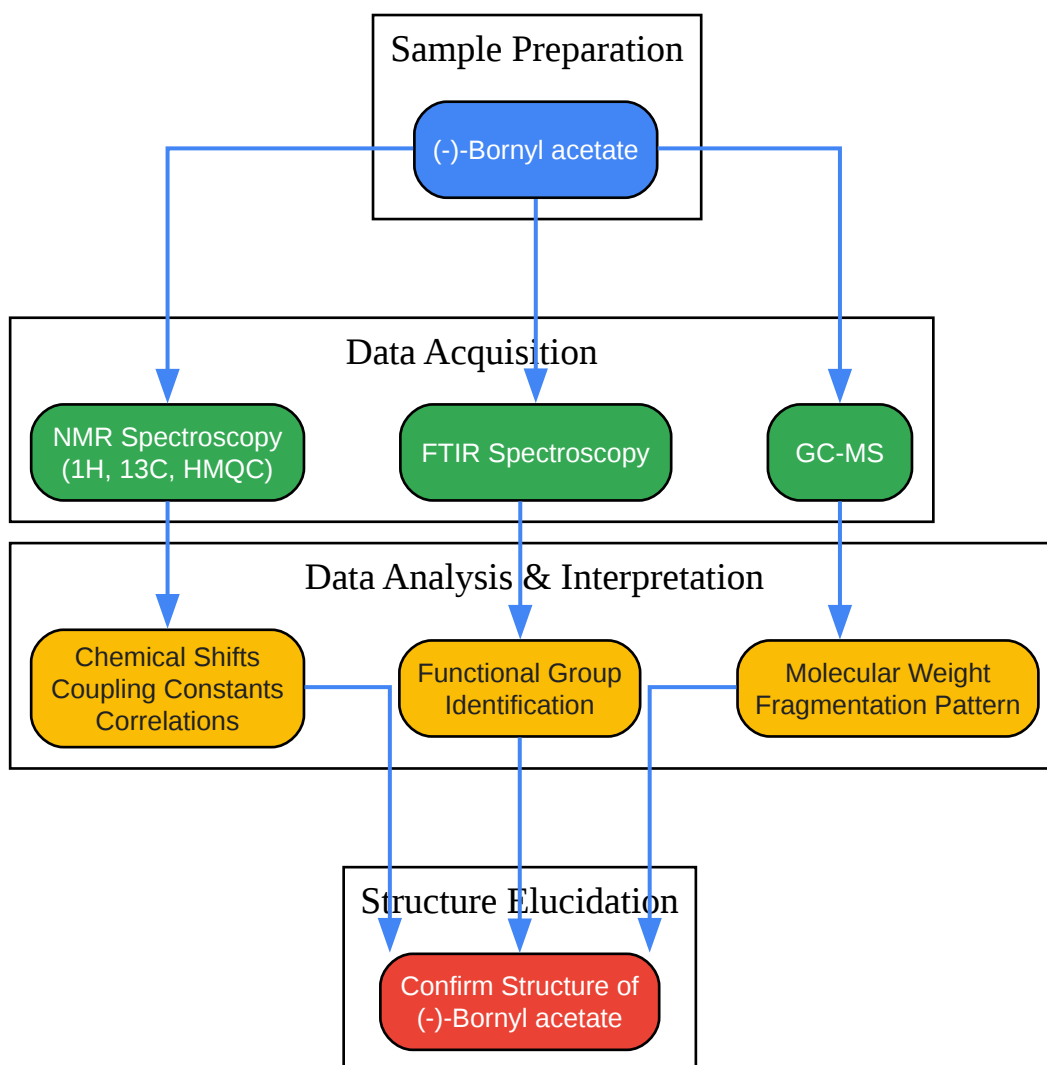 Sample Preparation
(-)-Bornyl acetate
Data Acquisition
NMR Spectroscopy
(1H, 13C, HMQC)
FTIR Spectroscopy
GC-MS
Data Analysis & Interpretation
Chemical Shifts
Coupling Constants
Correlations
Functional Group
Identification
Molecular Weight
Fragmentation Pattern
Structure Elucidation
Confirm Structure of
(-)-Bornyl acetate